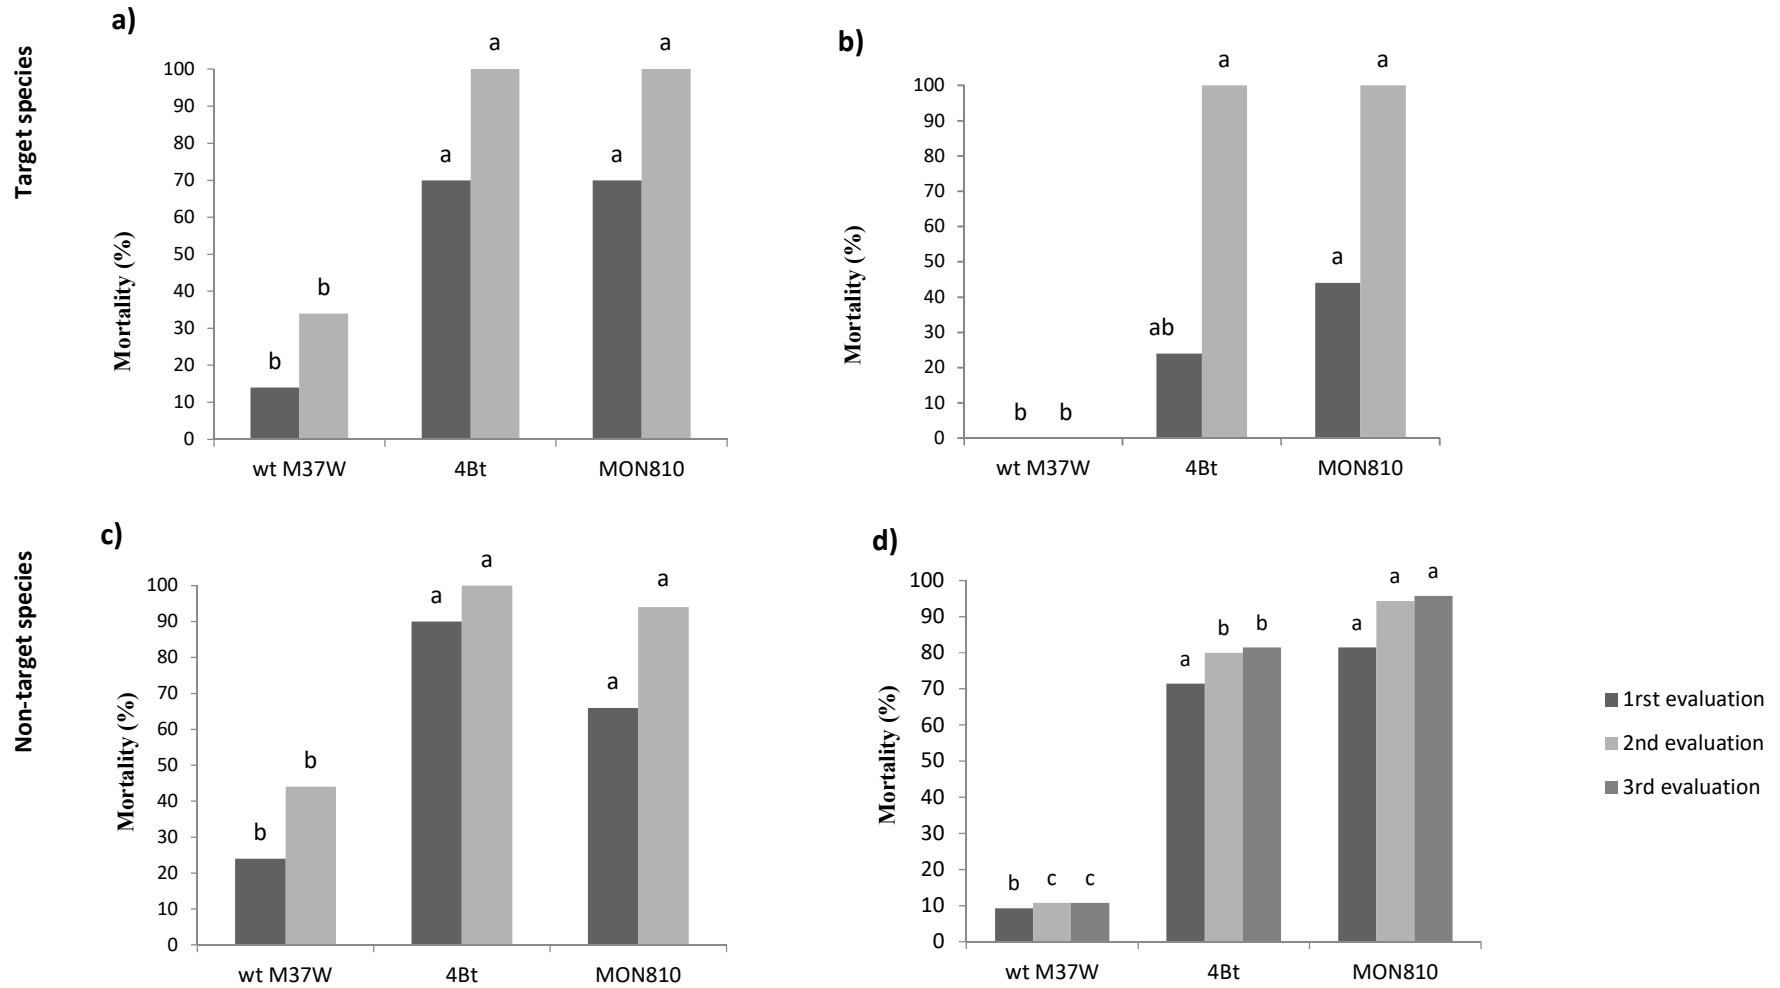 Target species
a)
Mortality (%)
100
90
80
70
60
50
40
30
20
10
0
b
b
a
a
a
a
wt M37W
4Bt
MON810
b)
Mortality (%)
100
90
80
70
60
50
40
30
20
10
0
b
b
ab
a
a
a
wt M37W
4Bt
MON810
Non-target species
c)
Mortality (%)
100
90
80
70
60
50
40
30
20
10
0
b
b
a
a
a
a
wt M37W
4Bt
MON810
d)
Mortality (%)
100
90
80
70
60
50
40
30
20
10
0
b
c
c
a
b
b
a
a
a
wt M37W
4Bt
MON810
1rst evaluation
2nd evaluation
3rd evaluation